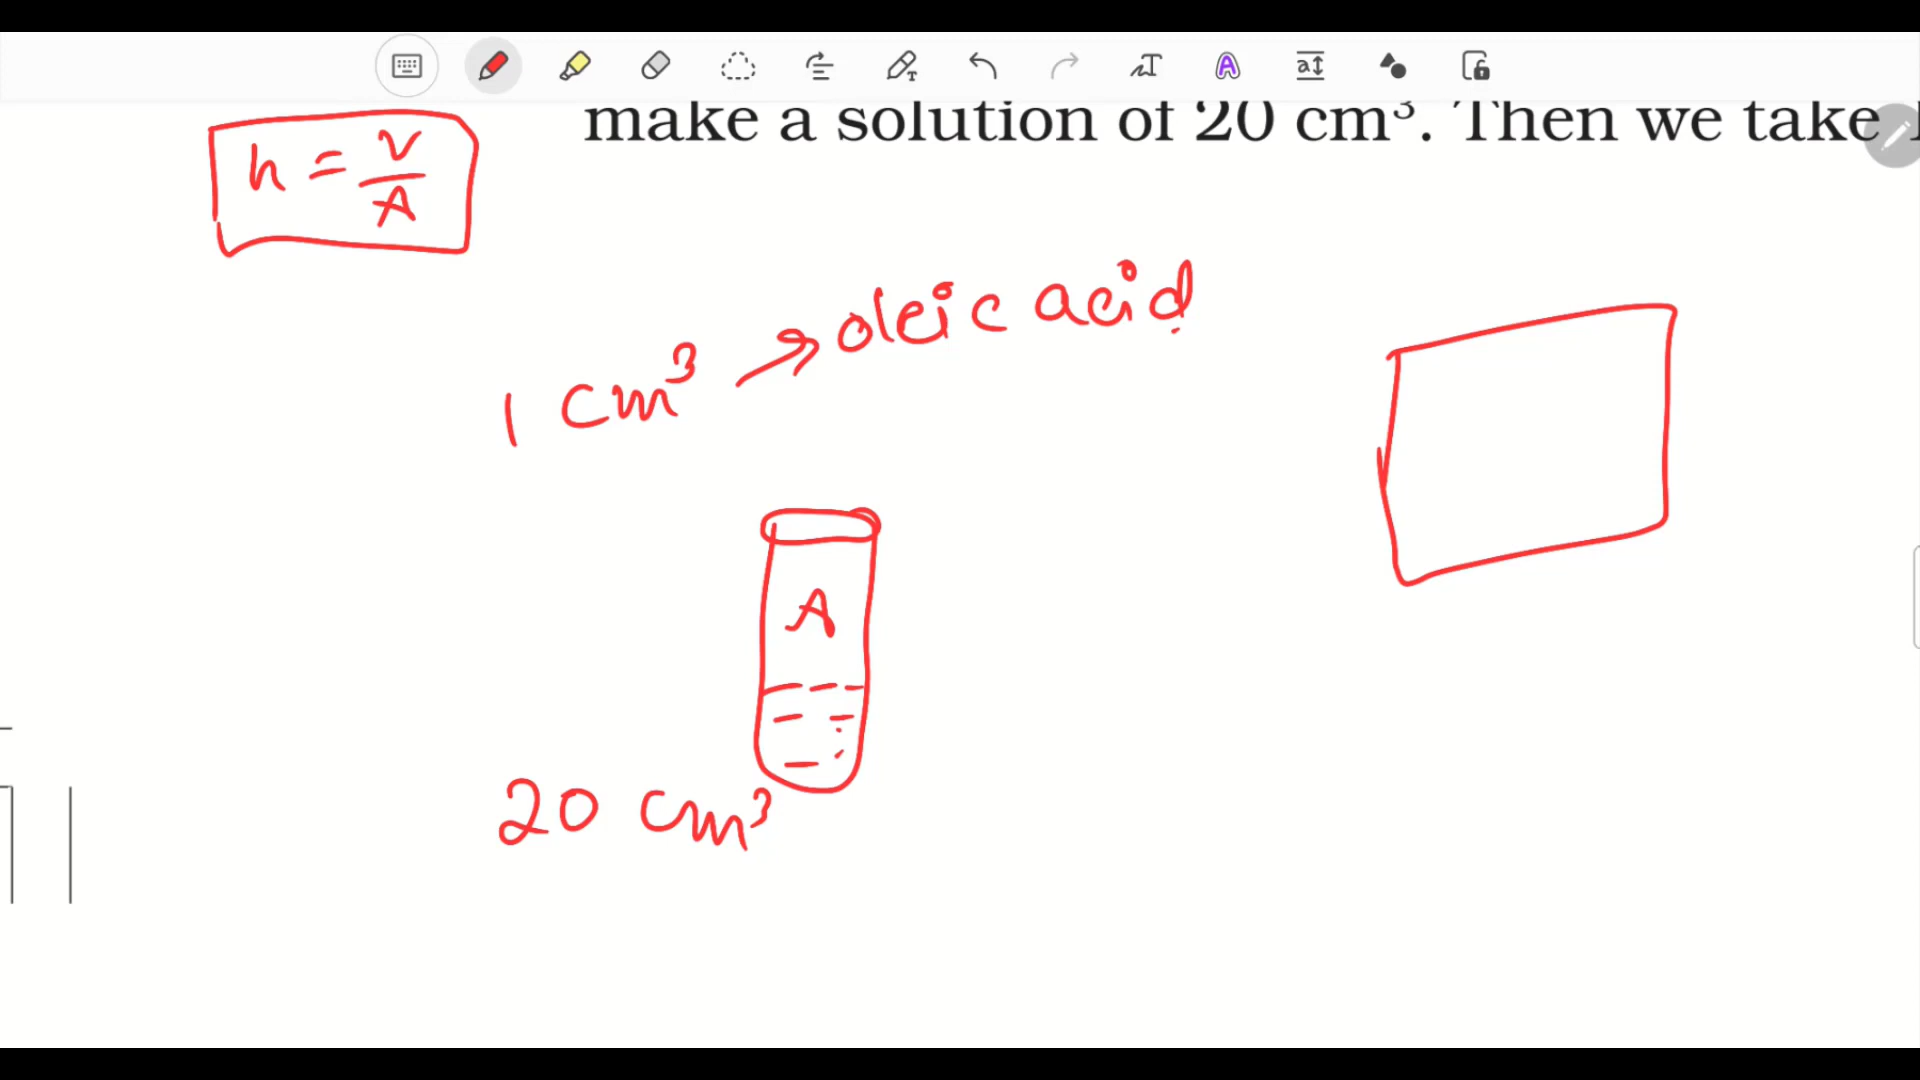 make a solution of 20 cm³. Then we take
h = V/A
1 cm³ → oleic acid
A
20 cm³